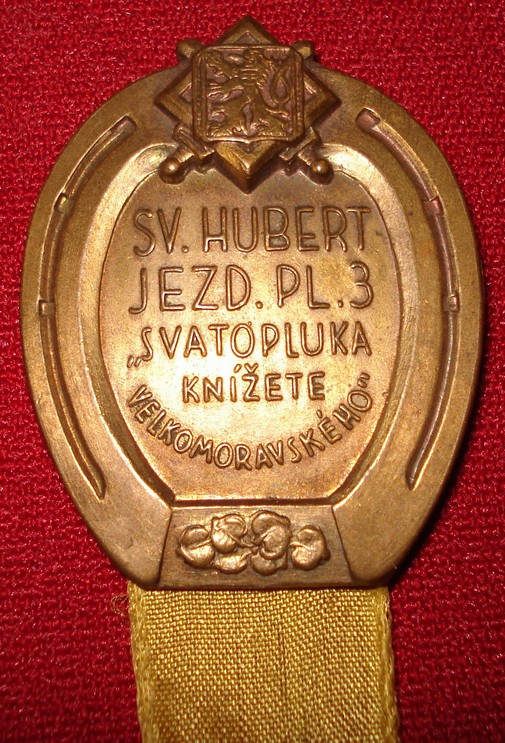 SV. HUBERT
JEZD. PL. 3
„SVATOPLUKA
KNÍŽETE
VELKOMORAVSKÉHO“